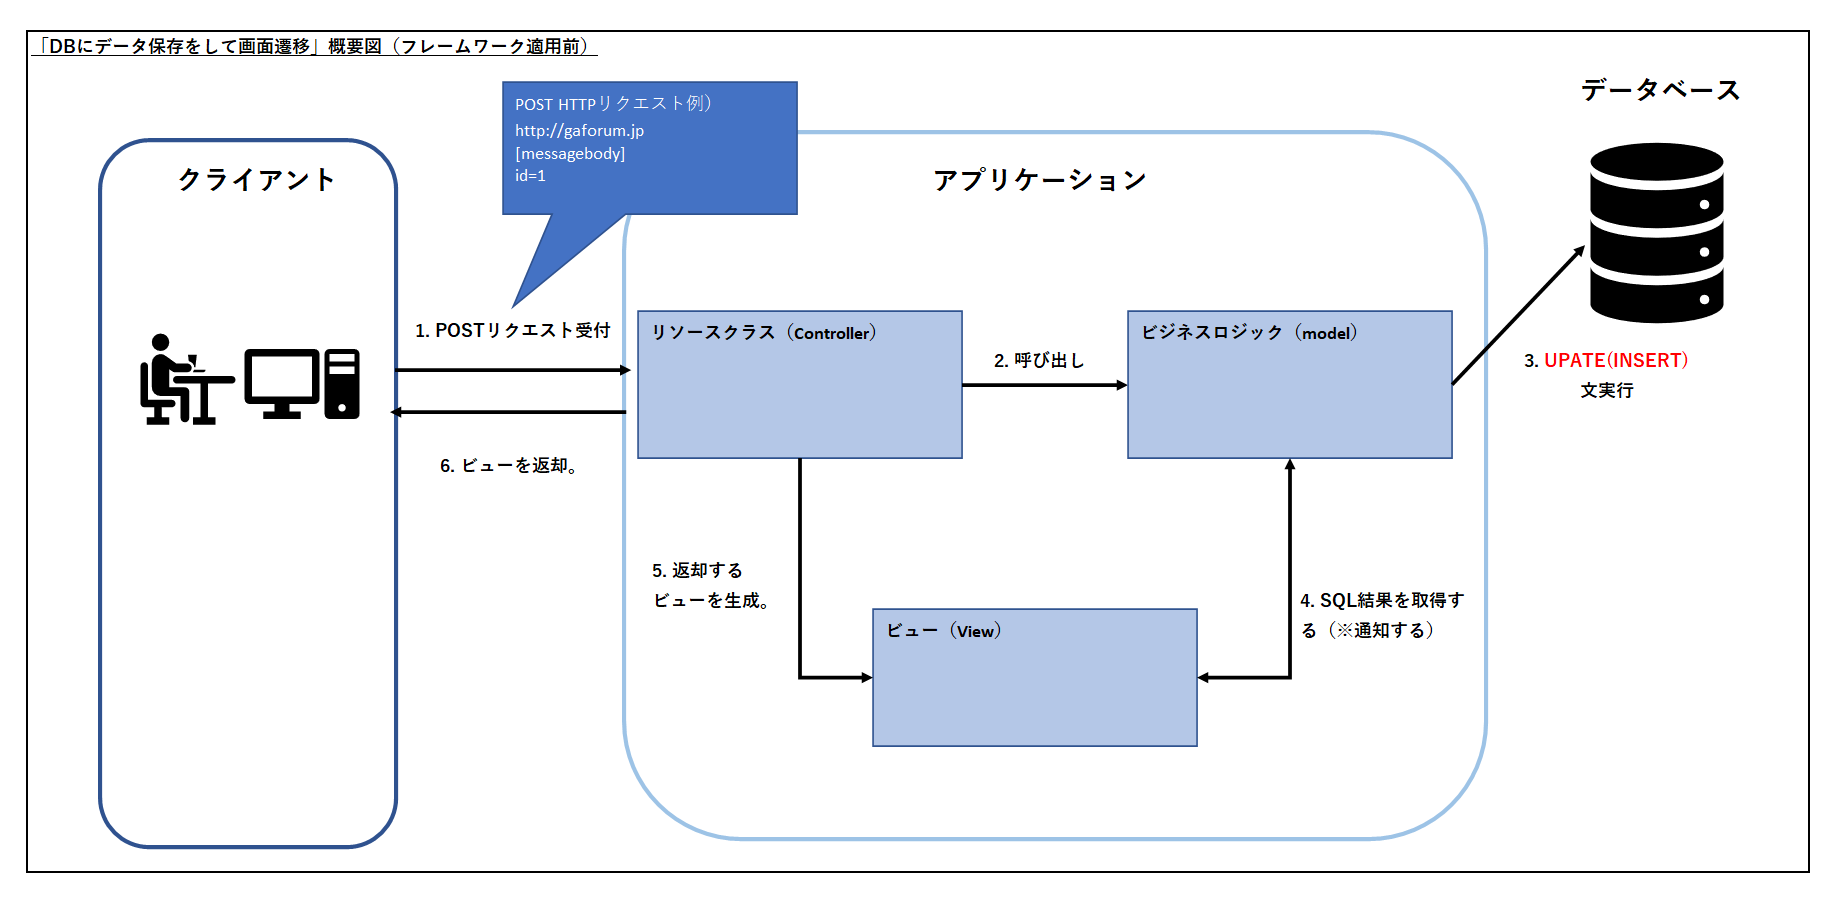 「DBにデータ保存をして画面遷移」概要図（フレームワーク適用前）
データベース
POST HTTPリクエスト例）
http://gaforum.jp
[messagebody]
id=1
クライアント
アプリケーション
1. POSTリクエスト受付
リソースクラス（Controller）
2. 呼び出し
ビジネスロジック（model）
3. UPATE(INSERT)
文実行
6. ビューを返却。
5. 返却する
ビューを生成。
4. SQL結果を取得す
る（※通知する）
ビュー（View）